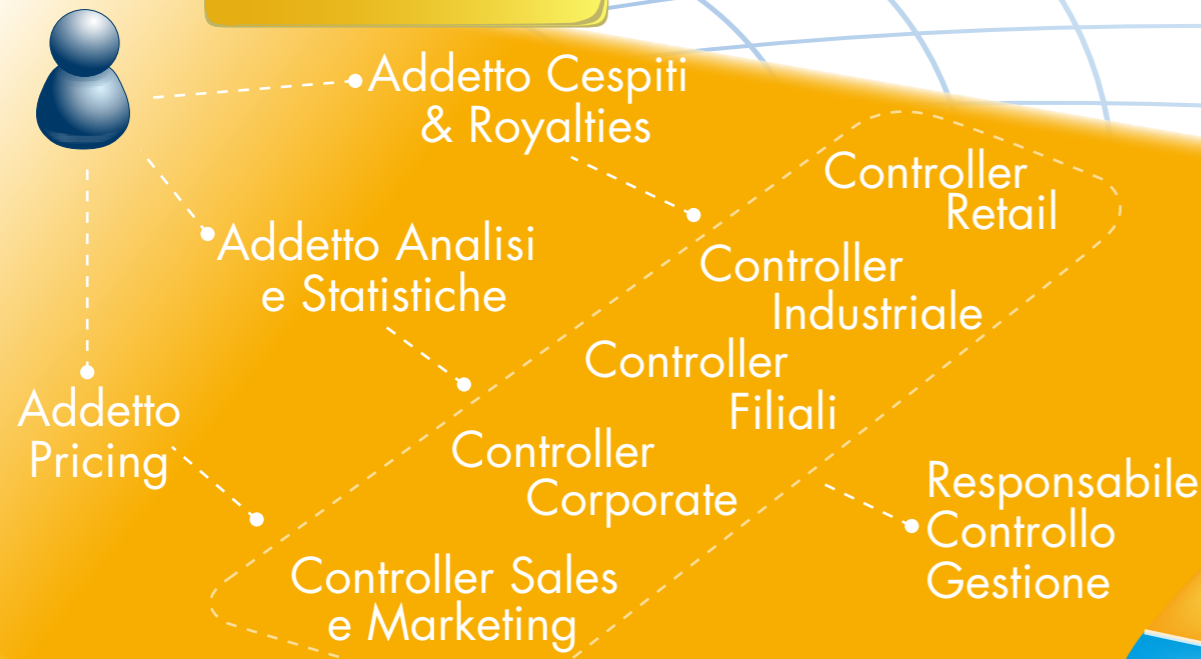 Addetto Cespiti
& Royalties
Controller
Retail
Addetto Analisi
e Statistiche
Controller
Industriale
Controller
Filiali
Addetto
Pricing
Controller
Corporate
Responsabile
Controllo
Gestione
Controller Sales
e Marketing